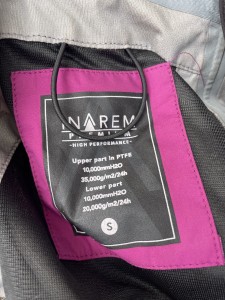 INAREM
PREMIUM
-HIGH PERFORMANCE-
Upper part in PTFE
10,000mmH2O
35,000g/m2/24h
Lower part
10,000mmH2O
20,000g/m2/24h
S